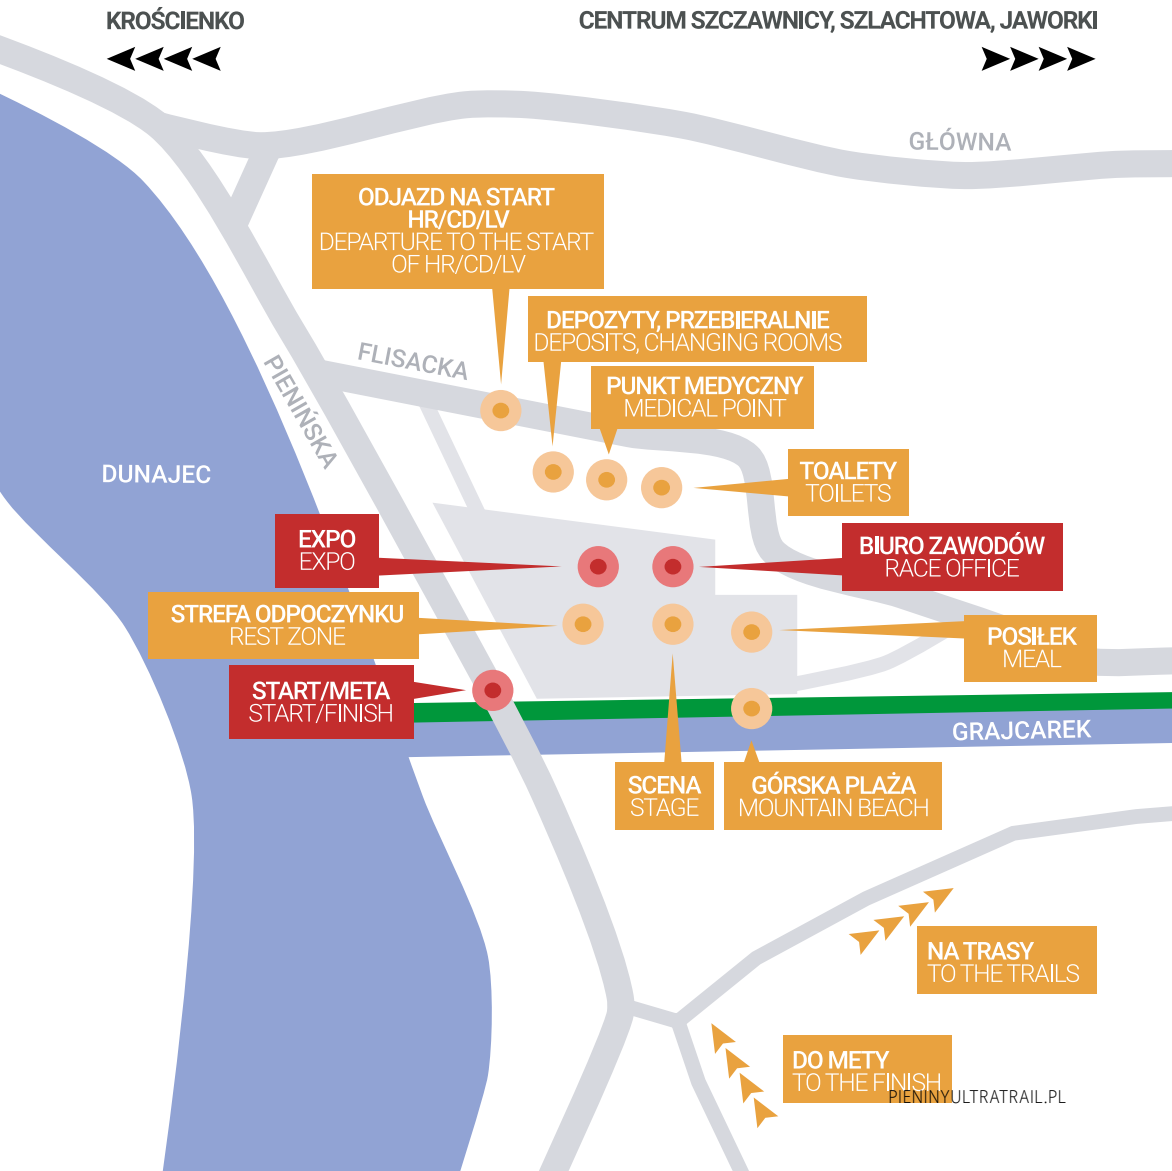 KROŚCIENKO
CENTRUM SZCZAWNICY, SZLACHTOWA, JAWORKI
GŁÓWNA
ODJAZD NA START
HR/CD/LV
DEPARTURE TO THE START
OF HR/CD/LV
DEPOZYTY, PRZEBIERALNIE
DEPOSITS, CHANGING ROOMS
FLISACKA
PIENIŃSKA
PUNKT MEDYCZNY
MEDICAL POINT
DUNAJEC
TOALETY
TOILETS
EXPO
EXPO
BIURO ZAWODÓW
RACE OFFICE
STREFA ODPOCZYNKU
REST ZONE
POSIŁEK
MEAL
START/META
START/FINISH
GRAJCAREK
SCENA
STAGE
GÓRSKA PLAŻA
MOUNTAIN BEACH
NA TRASY
TO THE TRAILS
DO METY
TO THE FINISH
PIENINYULTRATRAIL.PL